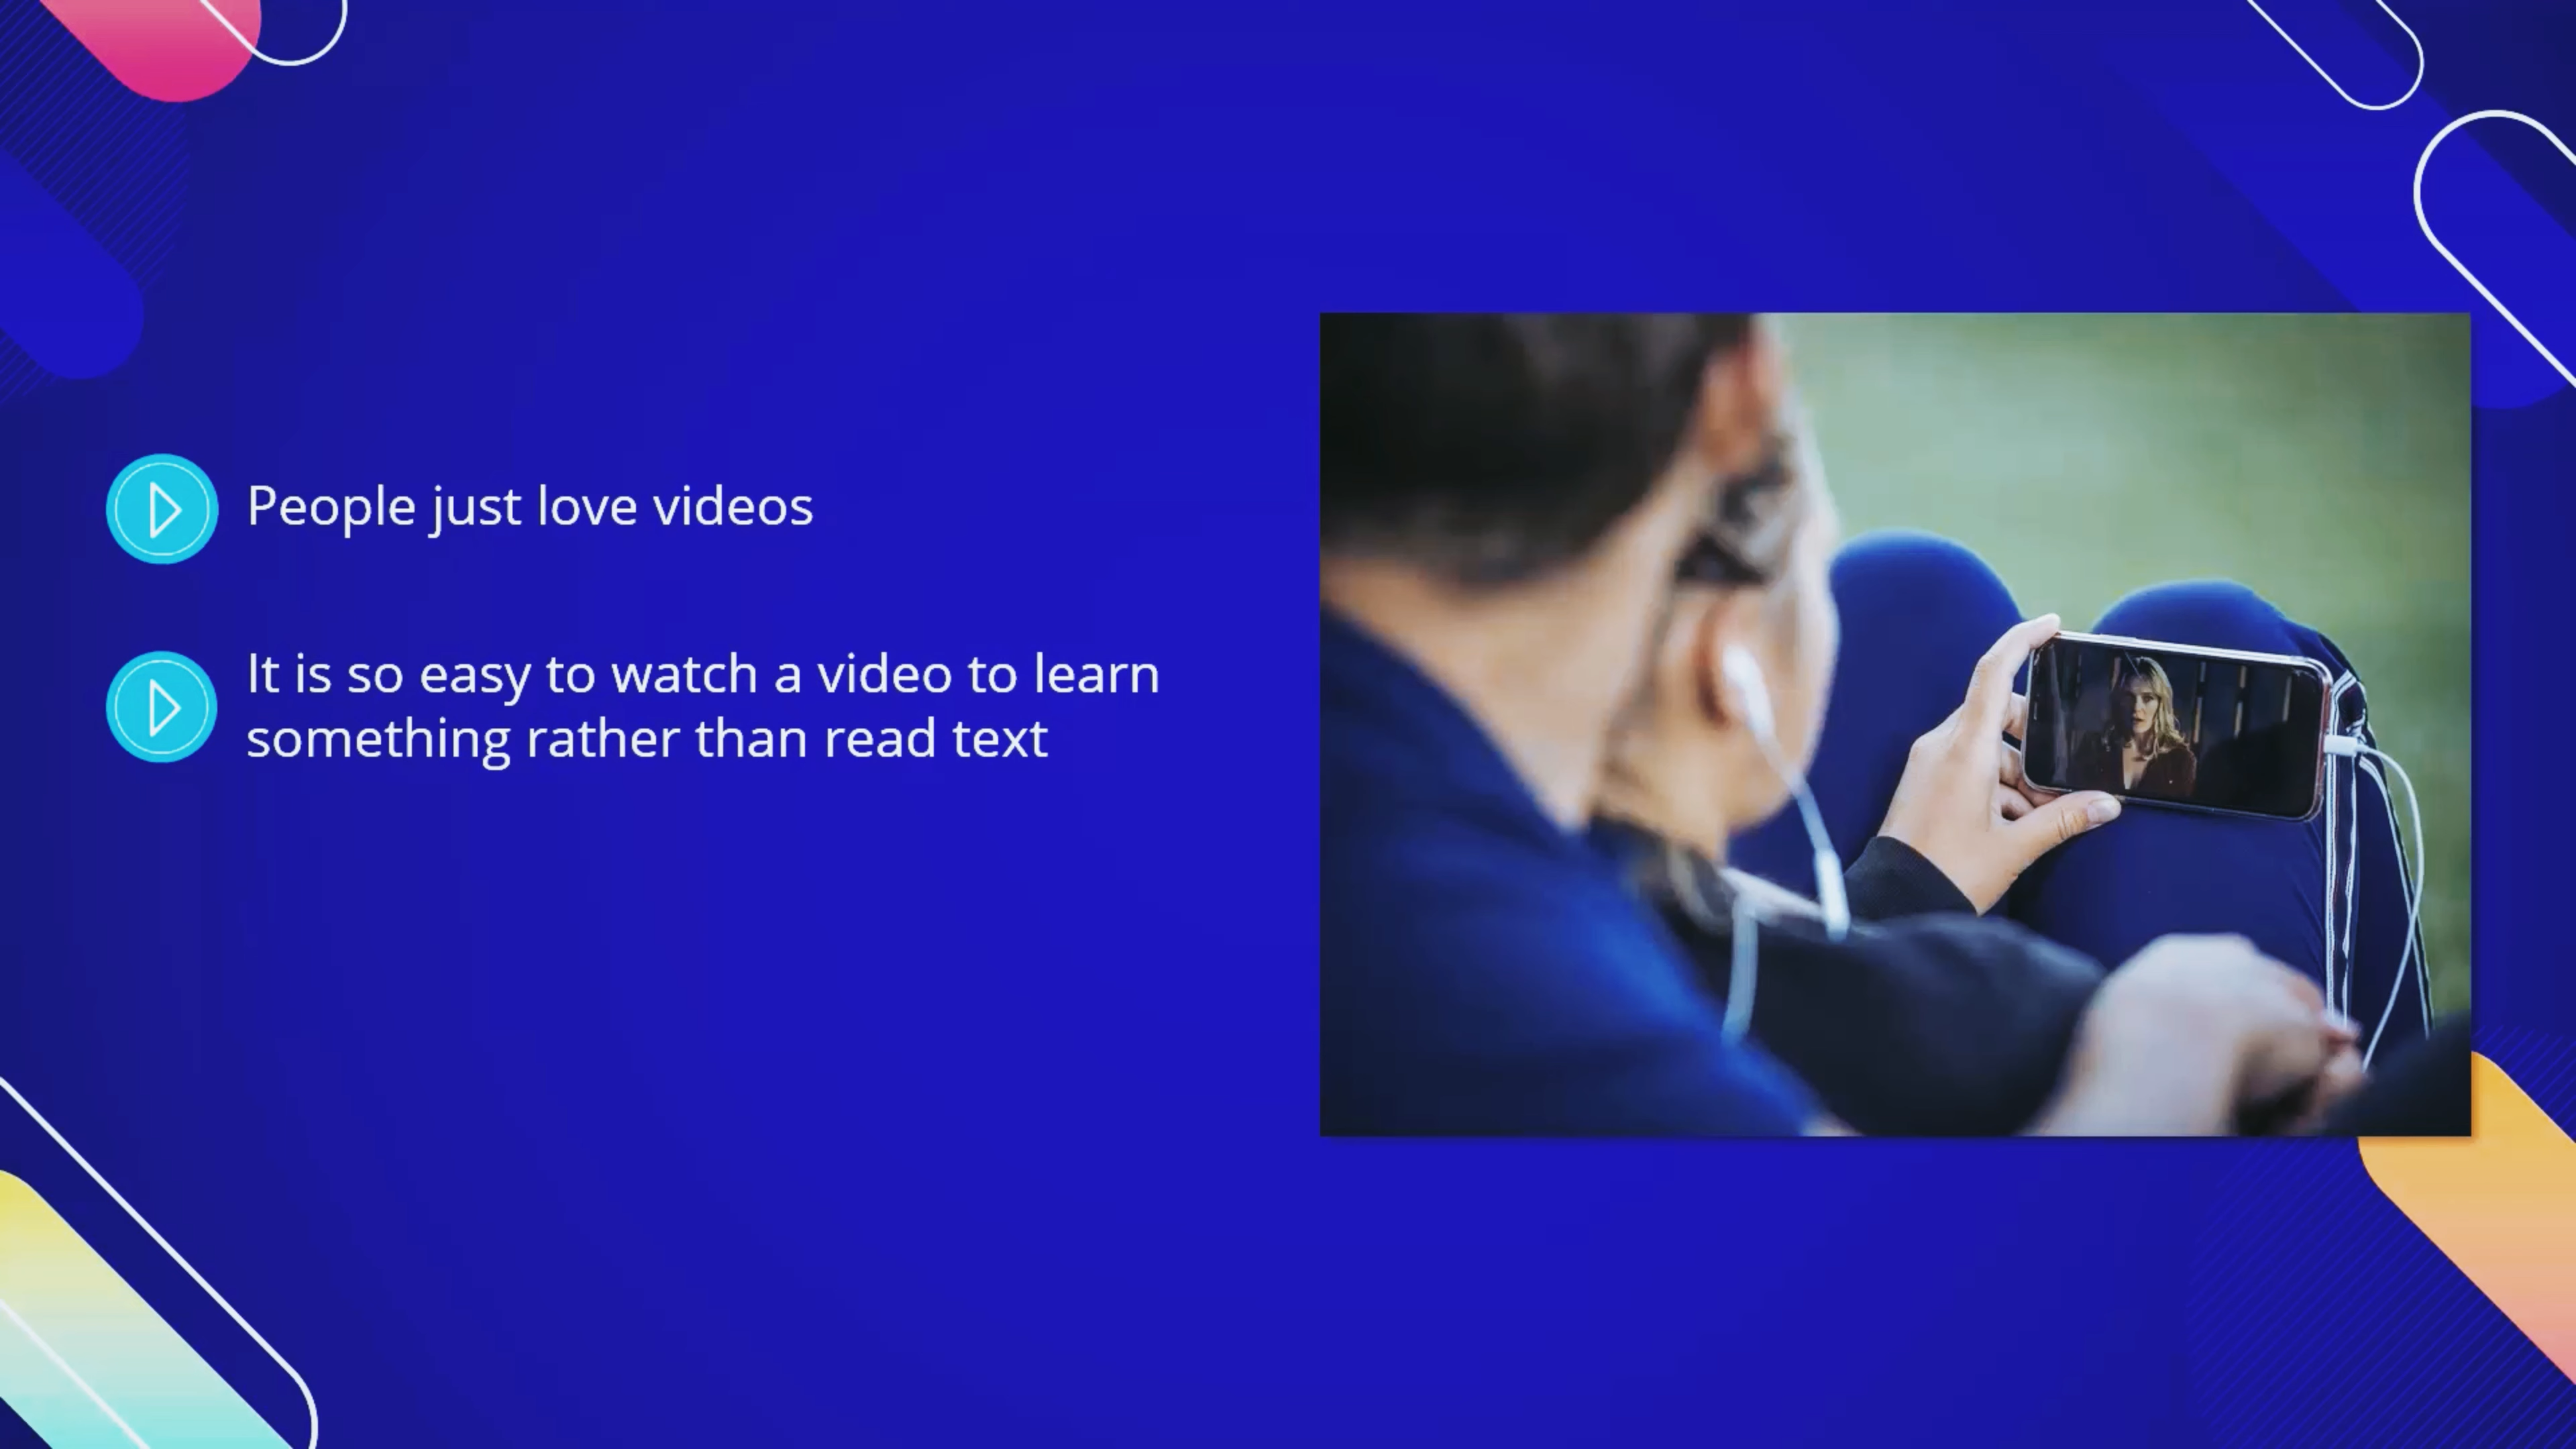 People just love videos
It is so easy to watch a video to learn
something rather than read text